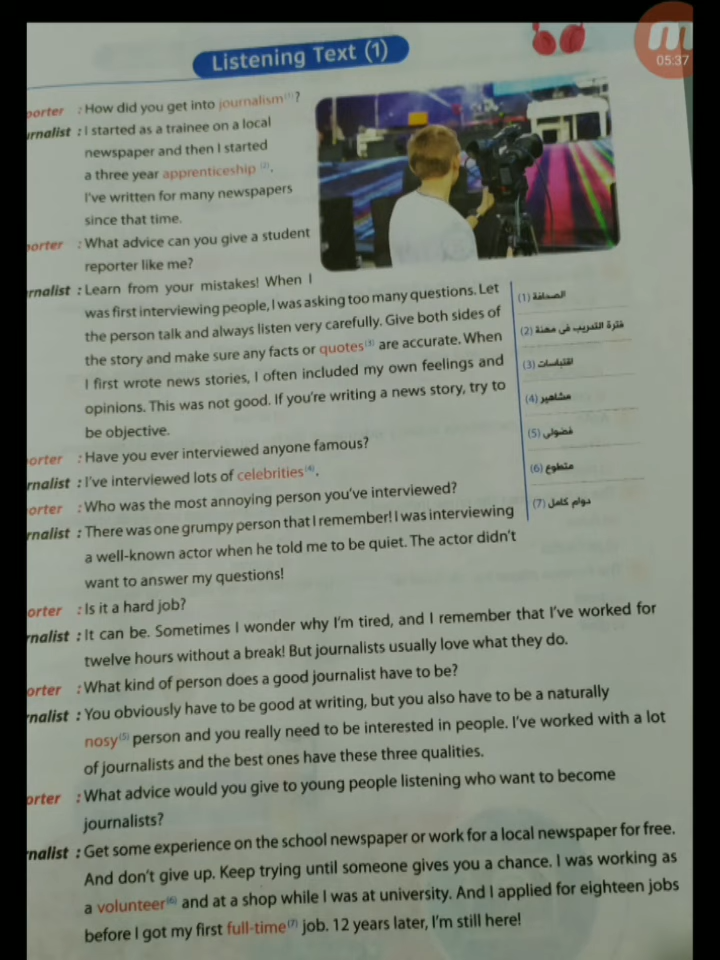 05:37
Listening Text (1)
orter : How did you get into journalism(1)?
rnalist : I started as a trainee on a local
newspaper and then I started
a three year apprenticeship (2).
I've written for many newspapers
since that time.
orter : What advice can you give a student
reporter like me?
rnalist : Learn from your mistakes! When I
was first interviewing people, I was asking too many questions. Let
the person talk and always listen very carefully. Give both sides of
the story and make sure any facts or quotes(3) are accurate. When
I first wrote news stories, I often included my own feelings and
opinions. This was not good. If you're writing a news story, try to
be objective.
orter : Have you ever interviewed anyone famous?
rnalist : I've interviewed lots of celebrities(4).
orter : Who was the most annoying person you've interviewed?
rnalist : There was one grumpy person that I remember! I was interviewing
a well-known actor when he told me to be quiet. The actor didn't
want to answer my questions!
orter : Is it a hard job?
rnalist : It can be. Sometimes I wonder why I'm tired, and I remember that I've worked for
twelve hours without a break! But journalists usually love what they do.
orter : What kind of person does a good journalist have to be?
rnalist : You obviously have to be good at writing, but you also have to be a naturally
nosy(5) person and you really need to be interested in people. I've worked with a lot
of journalists and the best ones have these three qualities.
orter : What advice would you give to young people listening who want to become
journalists?
rnalist : Get some experience on the school newspaper or work for a local newspaper for free.
And don't give up. Keep trying until someone gives you a chance. I was working as
a volunteer(6) and at a shop while I was at university. And I applied for eighteen jobs
before I got my first full-time(7) job. 12 years later, I'm still here!
(1) الصحافة
(2) فترة التدريب فى مهنة
(3) اقتباسات
(4) مشاهير
(5) فضولى
(6) متطوع
(7) دوام كامل